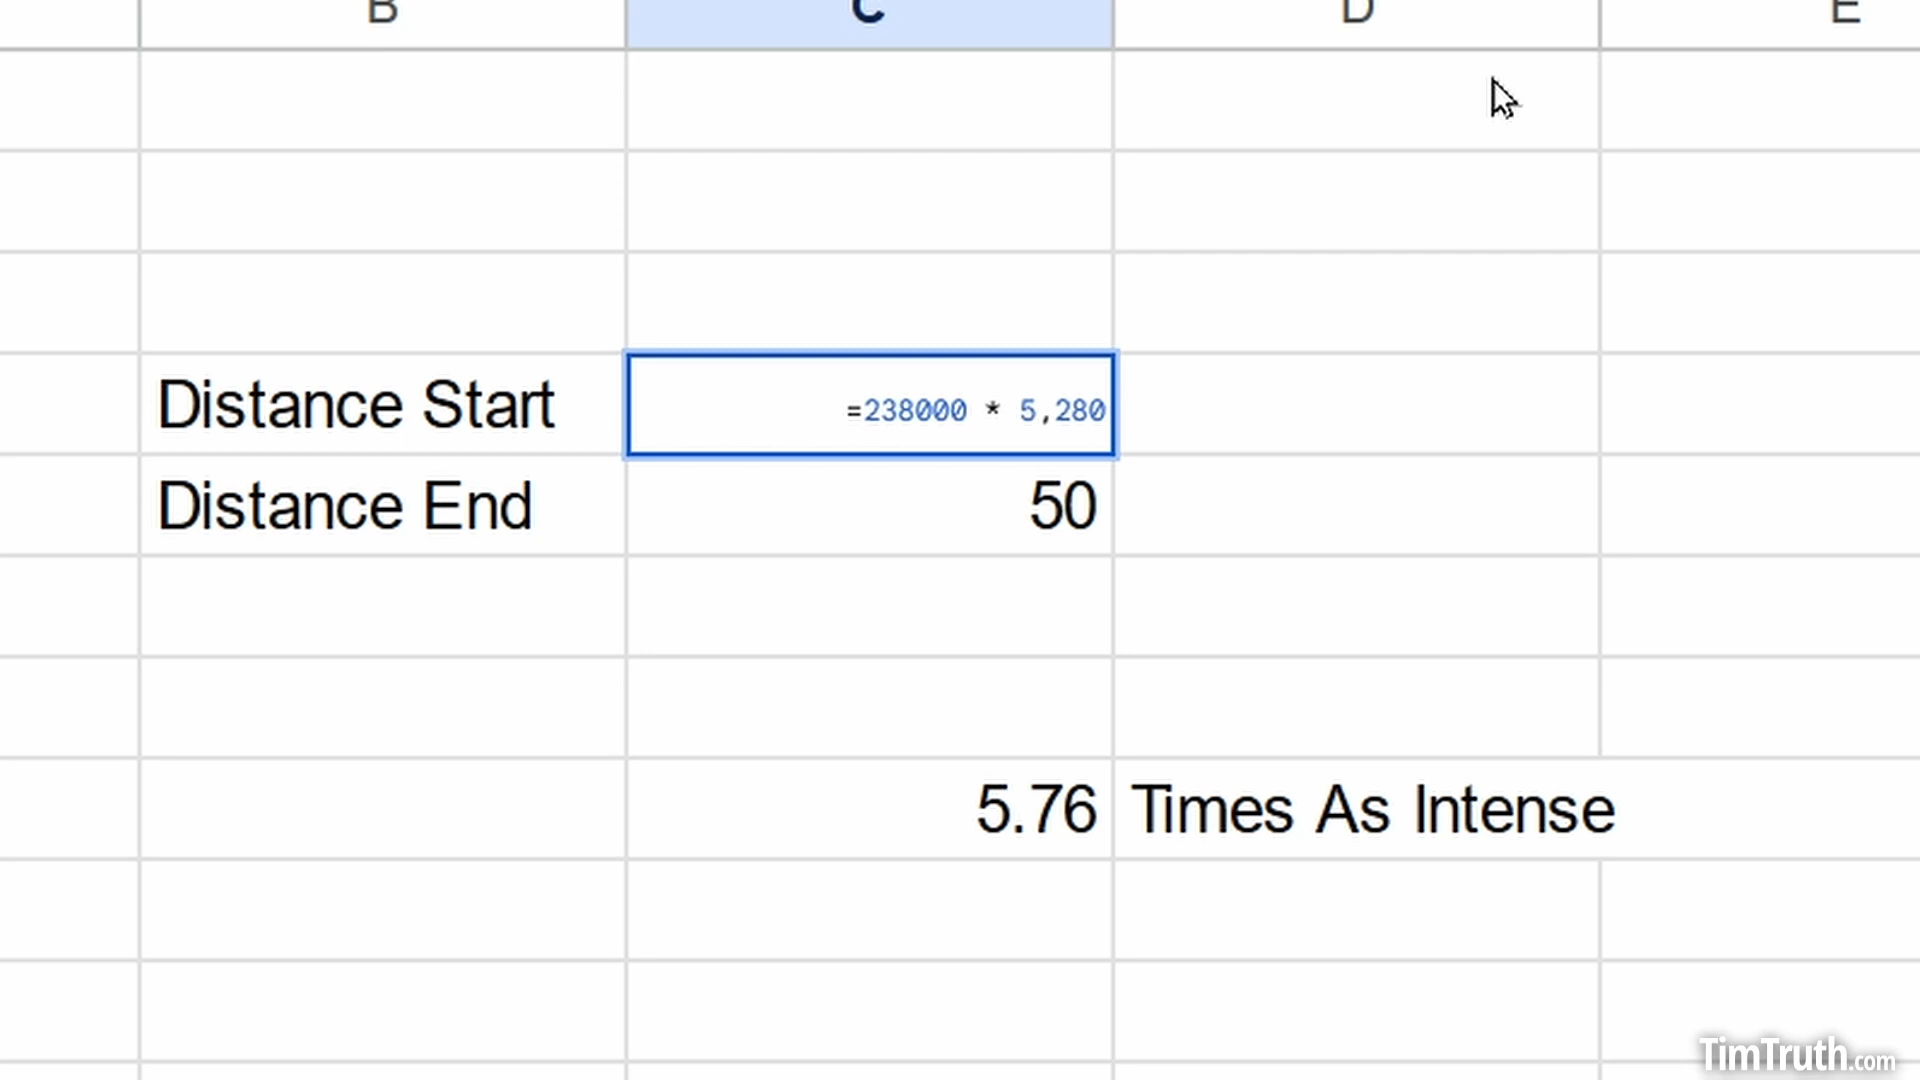 B C D E
Distance Start =238000 * 5,280
Distance End 50
5.76 Times As Intense
TimTruth.com